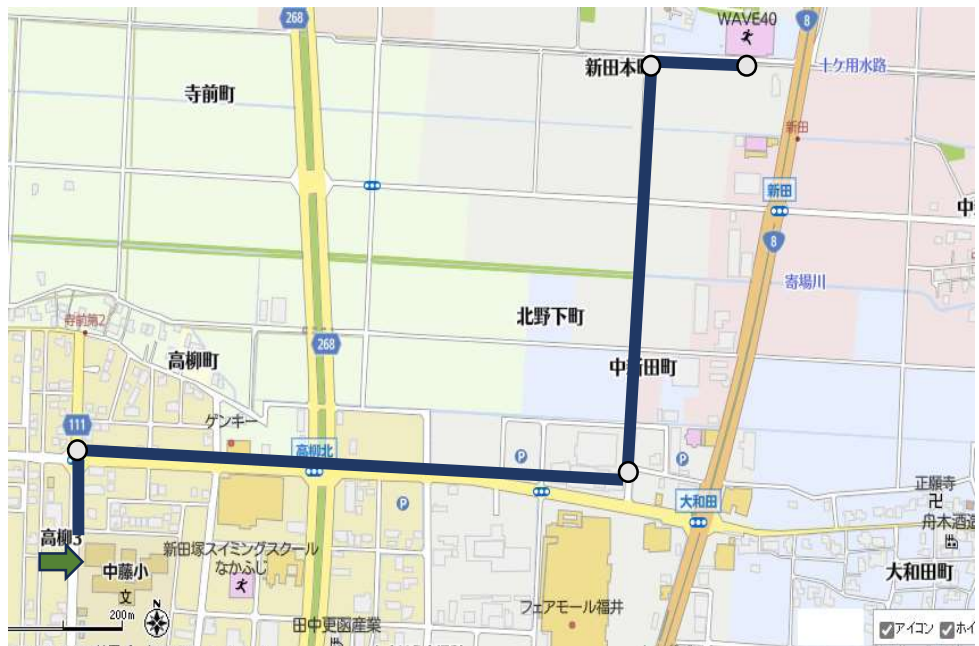 268
WAVE40
8
新田本町
十ケ用水路
寺前町
新田
新田
中
8
寄場川
北野下町
寺前第2
高柳町
268
中新田町
ゲンキー
111
高柳北
P
P
P
大和田
正願寺
卍
舟木酒造
高柳3
中藤小
文
新田塚スイミングスクール
なかふじ
大和田町
フェアモール福井
200m
N
田中更函産業
アイコン
ホイ